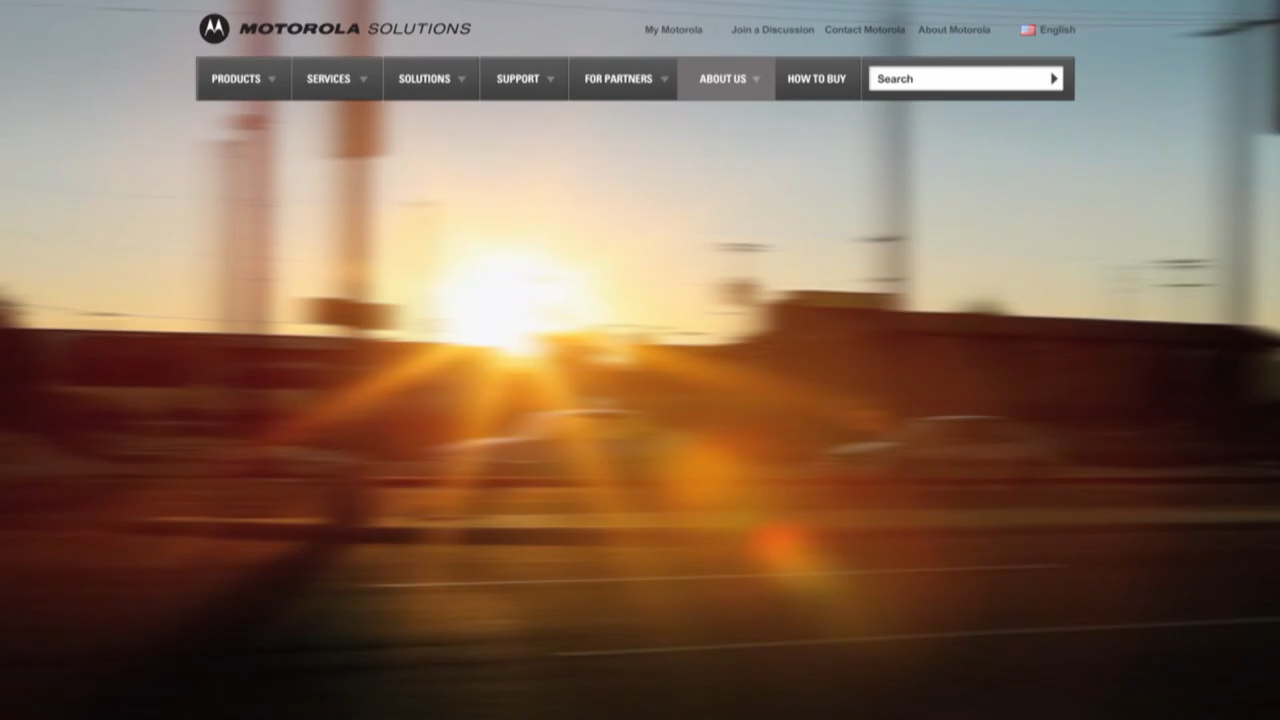 MOTOROLA SOLUTIONS
My Motorola Join a Discussion Contact Motorola About Motorola English
PRODUCTS SERVICES SOLUTIONS SUPPORT FOR PARTNERS ABOUT US HOW TO BUY Search